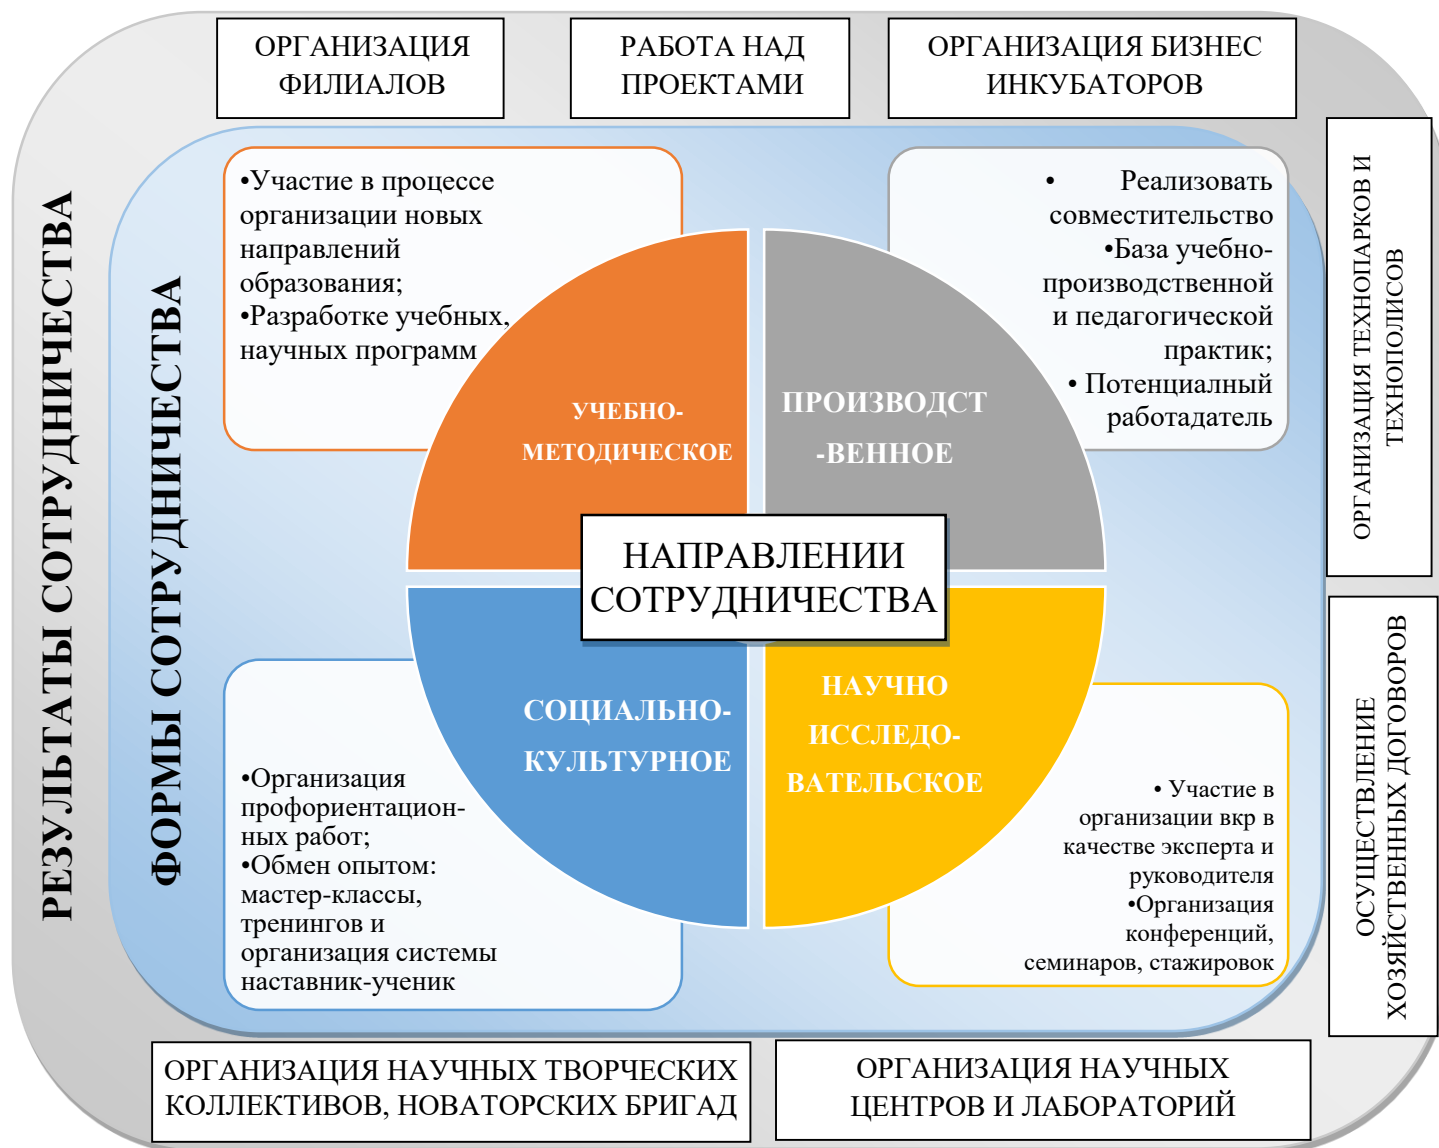 ОРГАНИЗАЦИЯ
ФИЛИАЛОВ
РАБОТА НАД
ПРОЕКТАМИ
ОРГАНИЗАЦИЯ БИЗНЕС
ИНКУБАТОРОВ
РЕЗУЛЬТАТЫ СОТРУДНИЧЕСТВА
ФОРМЫ СОТРУДНИЧЕСТВА
•Участие в процессе
организации новых
направлений
образования;
•Разработке учебных,
научных программ
• Реализовать
совместительство
•База учебно-
производственной
и педагогической
практик;
• Потенциалный
работадатель
ОРГАНИЗАЦИЯ ТЕХНОПАРКОВ И
ТЕХНОПОЛИСОВ
УЧЕБНО-
МЕТОДИЧЕСКОЕ
ПРОИЗВОДСТ
-ВЕННОЕ
НАПРАВЛЕНИИ
СОТРУДНИЧЕСТВА
СОЦИАЛЬНО-
КУЛЬТУРНОЕ
НАУЧНО
ИССЛЕДО-
ВАТЕЛЬСКОЕ
•Организация
профориентацион-
ных работ;
•Обмен опытом:
мастер-классы,
тренингов и
организация системы
наставник-ученик
• Участие в
организации вкр в
качестве эксперта и
руководителя
•Организация
конференций,
семинаров, стажировок
ОСУЩЕСТВЛЕНИЕ
ХОЗЯЙСТВЕННЫХ ДОГОВОРОВ
ОРГАНИЗАЦИЯ НАУЧНЫХ ТВОРЧЕСКИХ
КОЛЛЕКТИВОВ, НОВАТОРСКИХ БРИГАД
ОРГАНИЗАЦИЯ НАУЧНЫХ
ЦЕНТРОВ И ЛАБОРАТОРИЙ